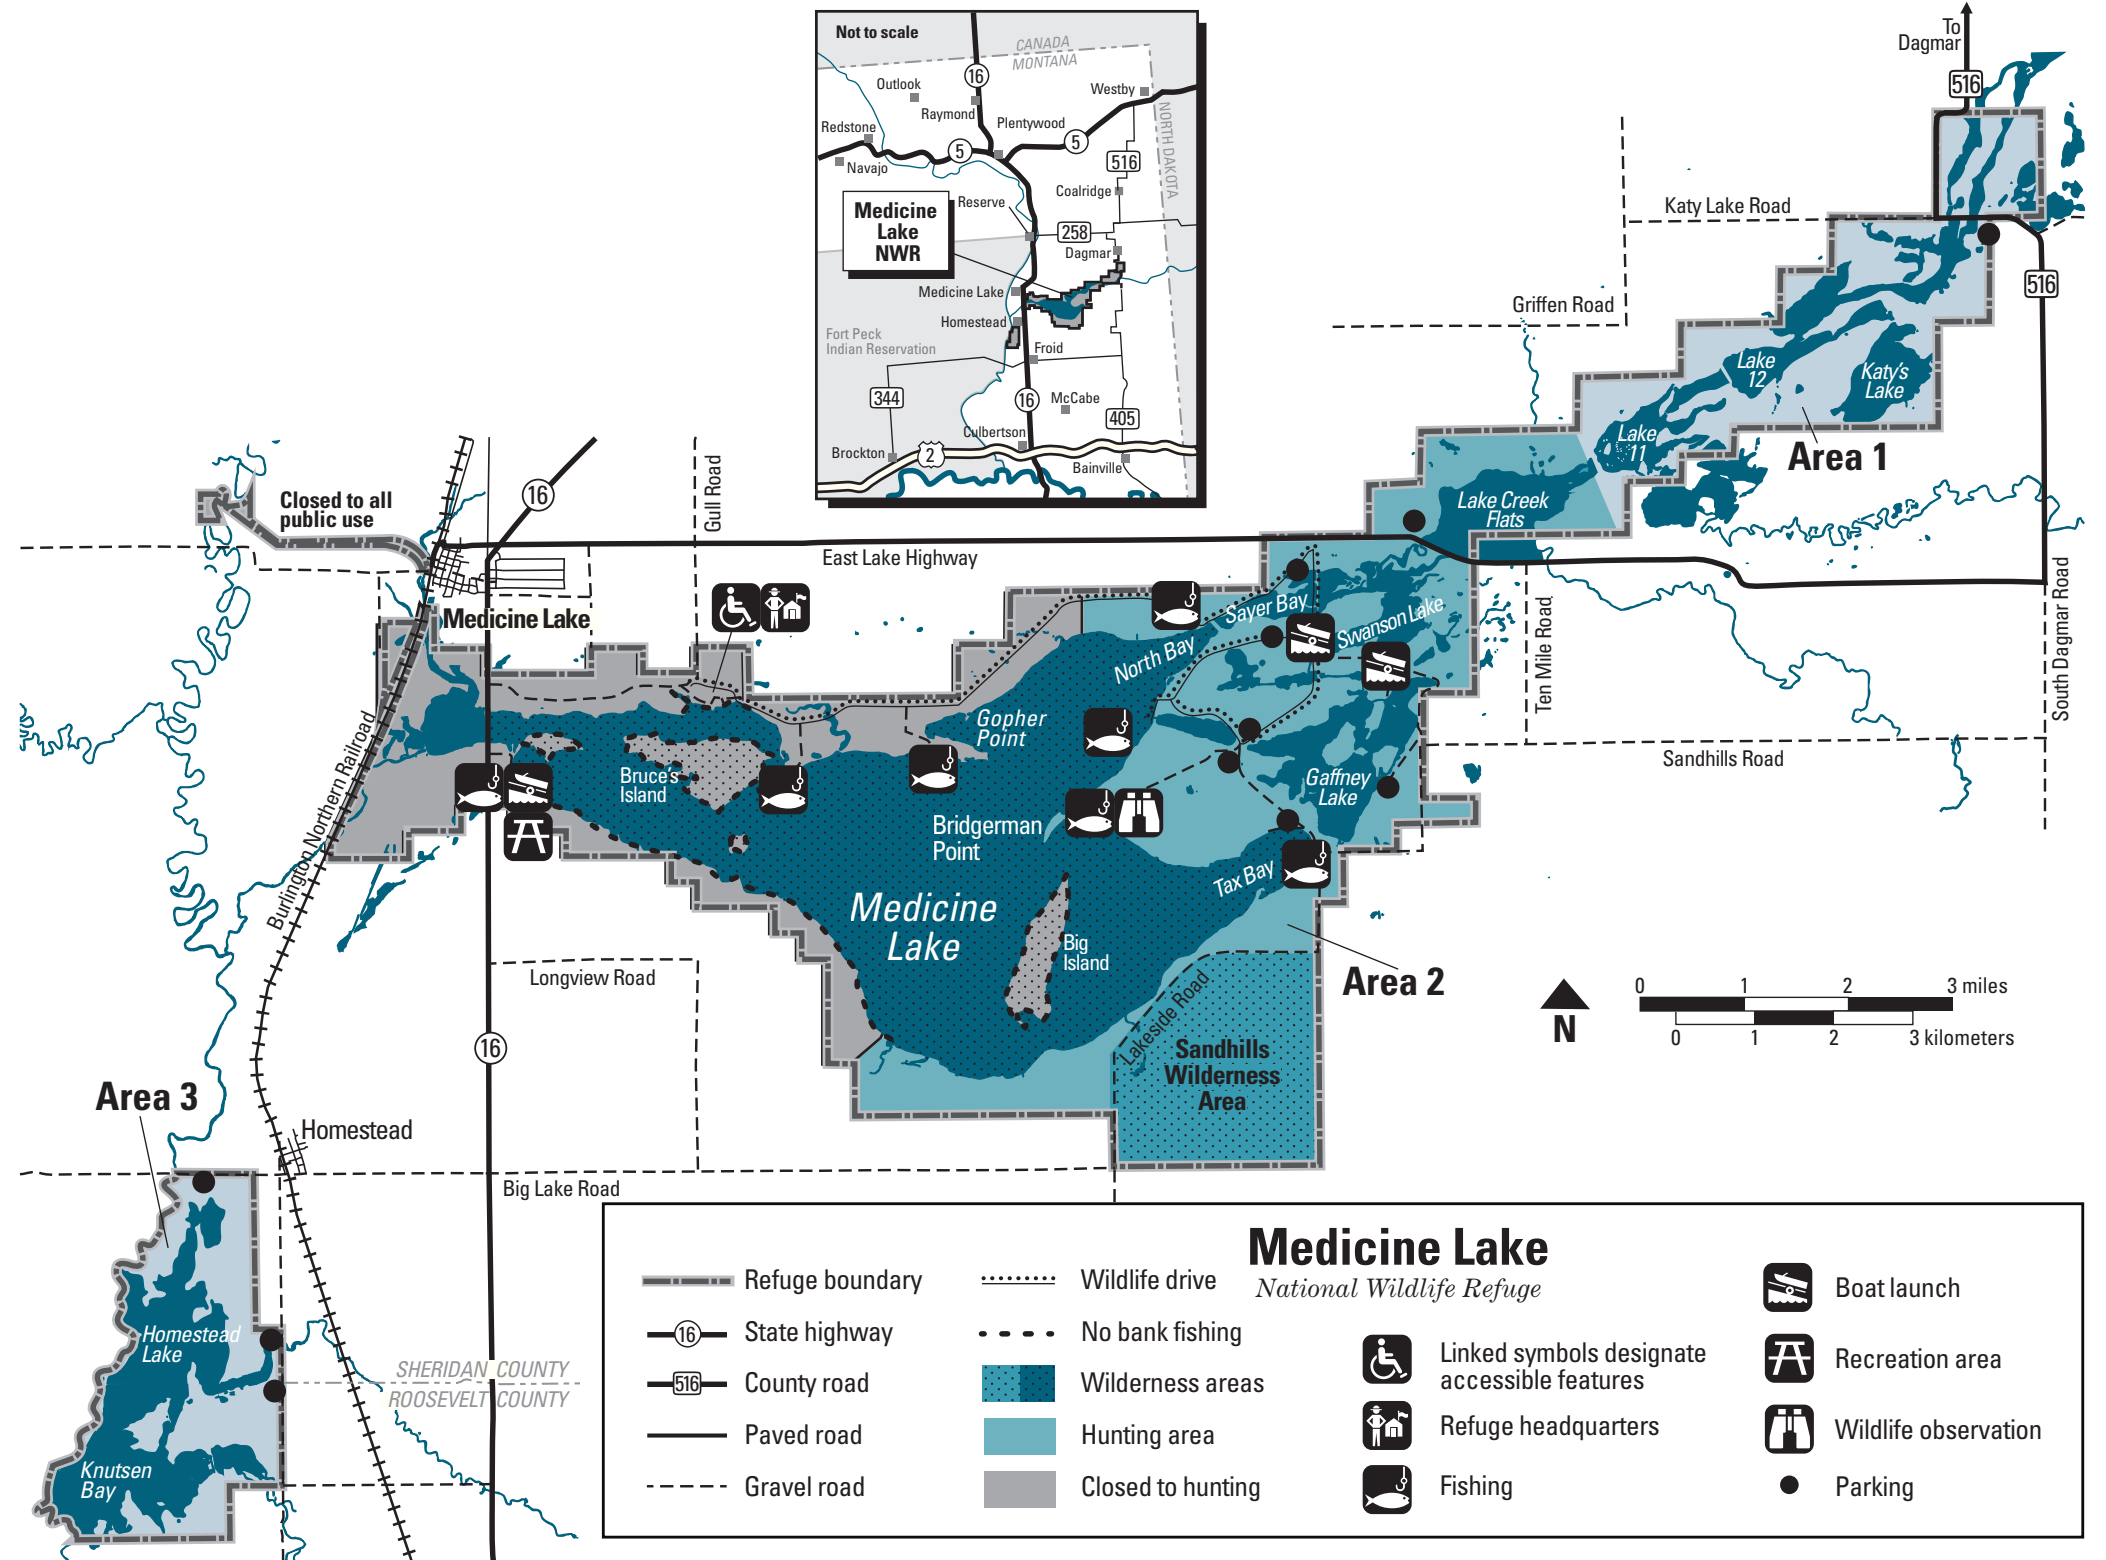 Not to scale
CANADA
MONTANA
NORTH DAKOTA
16
Outlook
Raymond
Westby
Plentywood
Redstone
5
5
Navajo
516
Coalridge
Reserve
Medicine
Lake
NWR
258
Dagmar
Medicine Lake
Homestead
Fort Peck
Indian Reservation
Froid
344
16
McCabe
405
Culbertson
Brockton
2
Bainville
To
Dagmar
516
Katy Lake Road
516
Griffen Road
Lake
12
Katy's
Lake
Lake
11
Area 1
Lake Creek
Flats
Closed to all
public use
16
Gull Road
East Lake Highway
Medicine Lake
Sayer Bay
Swanson Lake
North Bay
Ten Mile Road
South Dagmar Road
Sandhills Road
Gopher
Point
Bruce's
Island
Gaffney
Lake
Bridgerman
Point
Tax Bay
Burlington Northern Railroad
Medicine
Lake
Big
Island
Area 2
Longview Road
Lakeside Road
Sandhills
Wilderness
Area
16
N
0 1 2 3 miles
0 1 2 3 kilometers
Area 3
Homestead
Big Lake Road
Homestead
Lake
SHERIDAN COUNTY
ROOSEVELT COUNTY
Knutsen
Bay
Medicine Lake
National Wildlife Refuge
Refuge boundary
16
State highway
516
County road
Paved road
Gravel road
Wildlife drive
No bank fishing
Wilderness areas
Hunting area
Closed to hunting
Linked symbols designate
accessible features
Refuge headquarters
Fishing
Boat launch
Recreation area
Wildlife observation
Parking